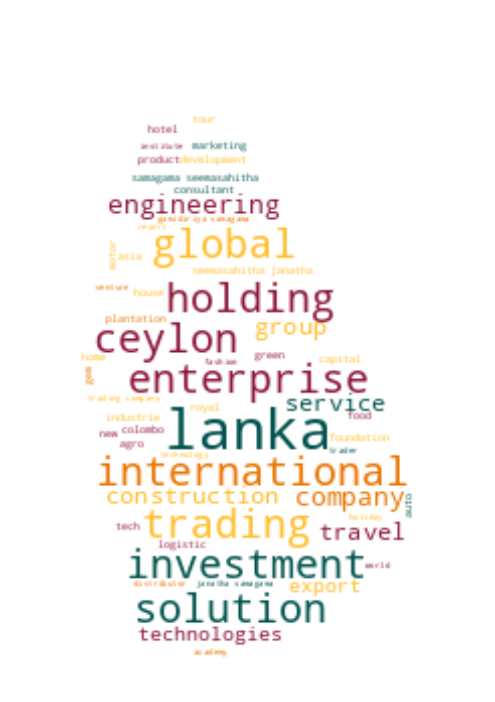 tour
hotel
institute marketing
product development
samagama seemasahitha
consultant
engineering
gamidiriya samagama
resort
global
motor asia
seemasahitha janatha
venture house holding
plantation
ceylon group
home fashion green capital
gem enterprise
trading company royal service
industrie lanka food
new colombo foundation
agro trader
technology
international
construction company auto
tech trading holiday
travel
logistic
investment world
distributor janatha samagama export
solution
technologies
academy